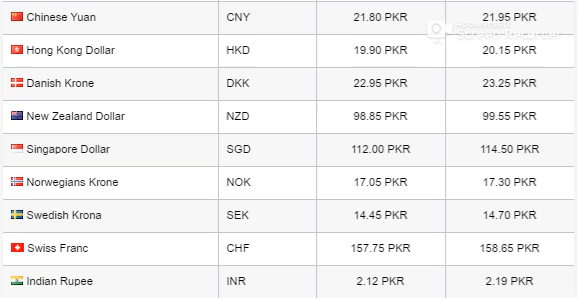 Chinese Yuan CNY 21.80 PKR 21.95 PKR
Screen Recorder
Hong Kong Dollar HKD 19.90 PKR 20.15 PKR
Danish Krone DKK 22.95 PKR 23.25 PKR
New Zealand Dollar NZD 98.85 PKR 99.55 PKR
Singapore Dollar SGD 112.00 PKR 114.50 PKR
Norwegians Krone NOK 17.05 PKR 17.30 PKR
Swedish Krona SEK 14.45 PKR 14.70 PKR
Swiss Franc CHF 157.75 PKR 158.65 PKR
Indian Rupee INR 2.12 PKR 2.19 PKR